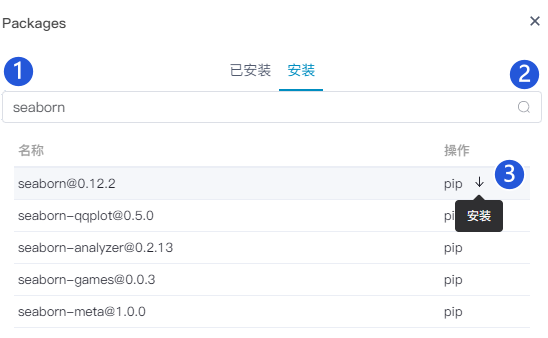 Packages
已安装 安装
1 2
seaborn
名称 操作
3
seaborn@0.12.2 pip
安装
seaborn-qqplot@0.5.0 pi
seaborn-analyzer@0.2.13 pip
seaborn-games@0.0.3 pip
seaborn-meta@1.0.0 pip